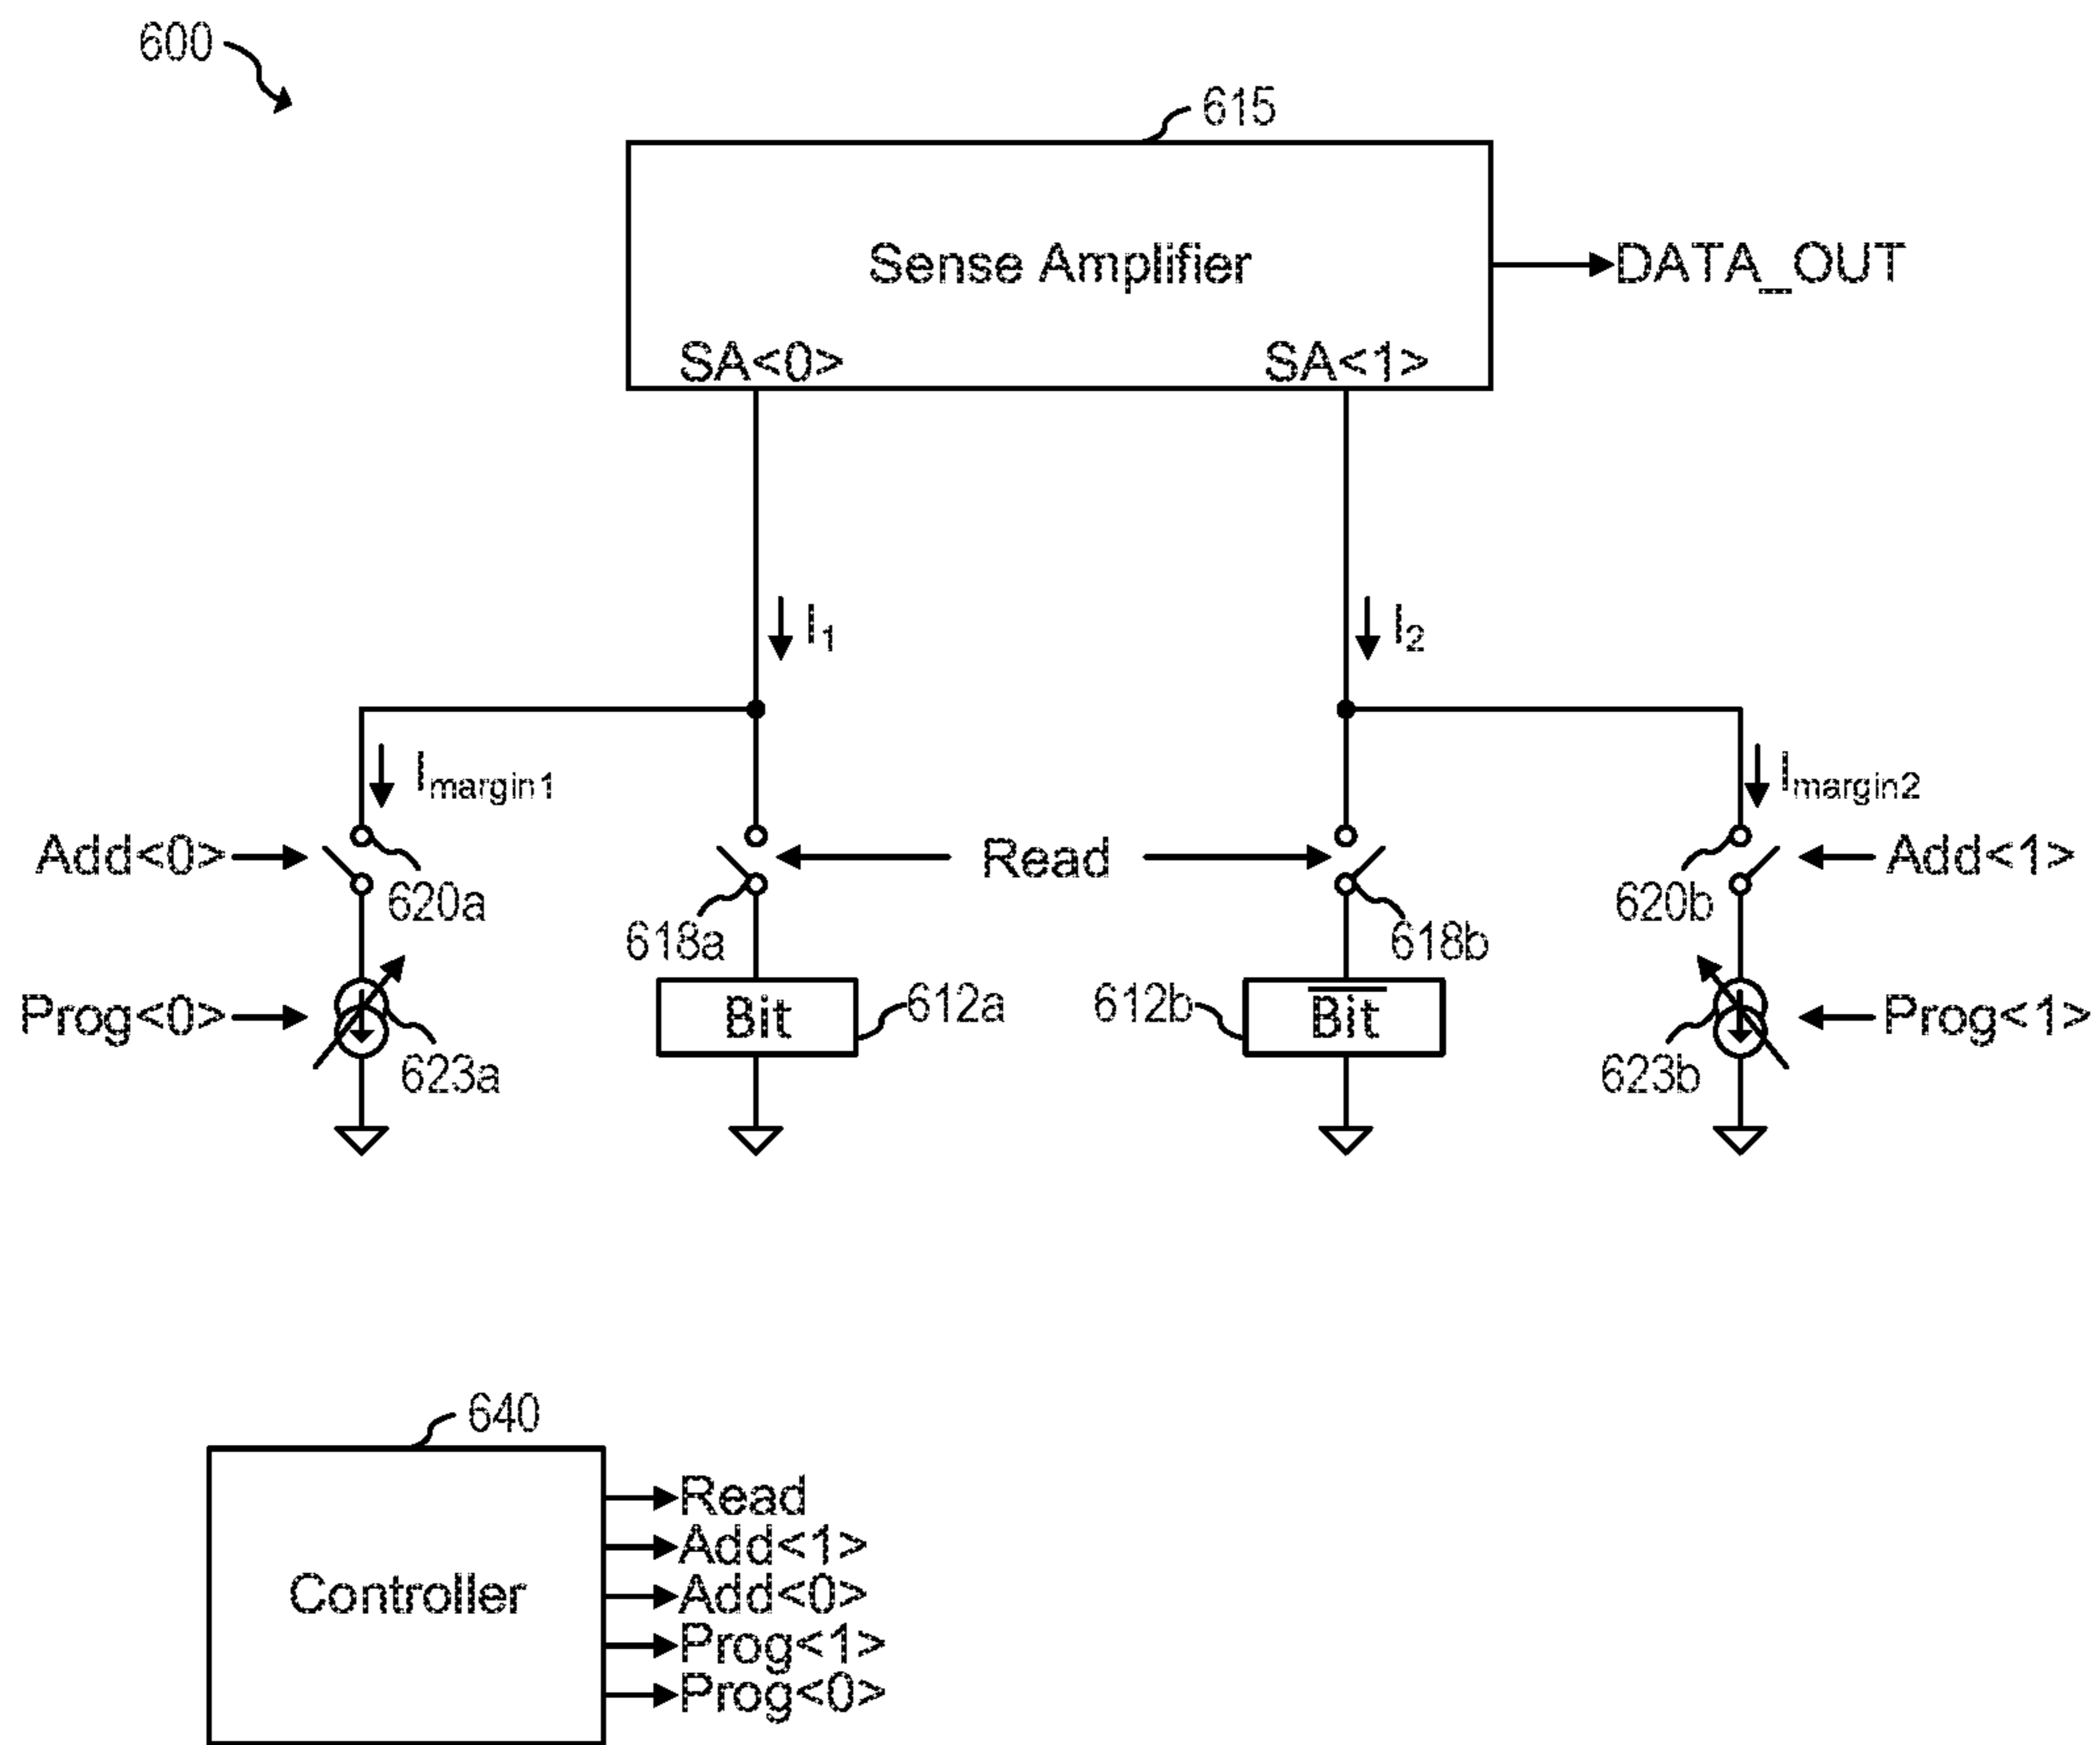 600
615
Sense Amplifier
DATA_OUT
SA<0> SA<1>
I1 I2
Imargin1 Imargin2
Add<0> Read Add<1>
620a 620b
618a 618b
Prog<0> Bit 612a 612b B̅i̅t̅ Prog<1>
623a 623b
640
Controller
Read
Add<1>
Add<0>
Prog<1>
Prog<0>